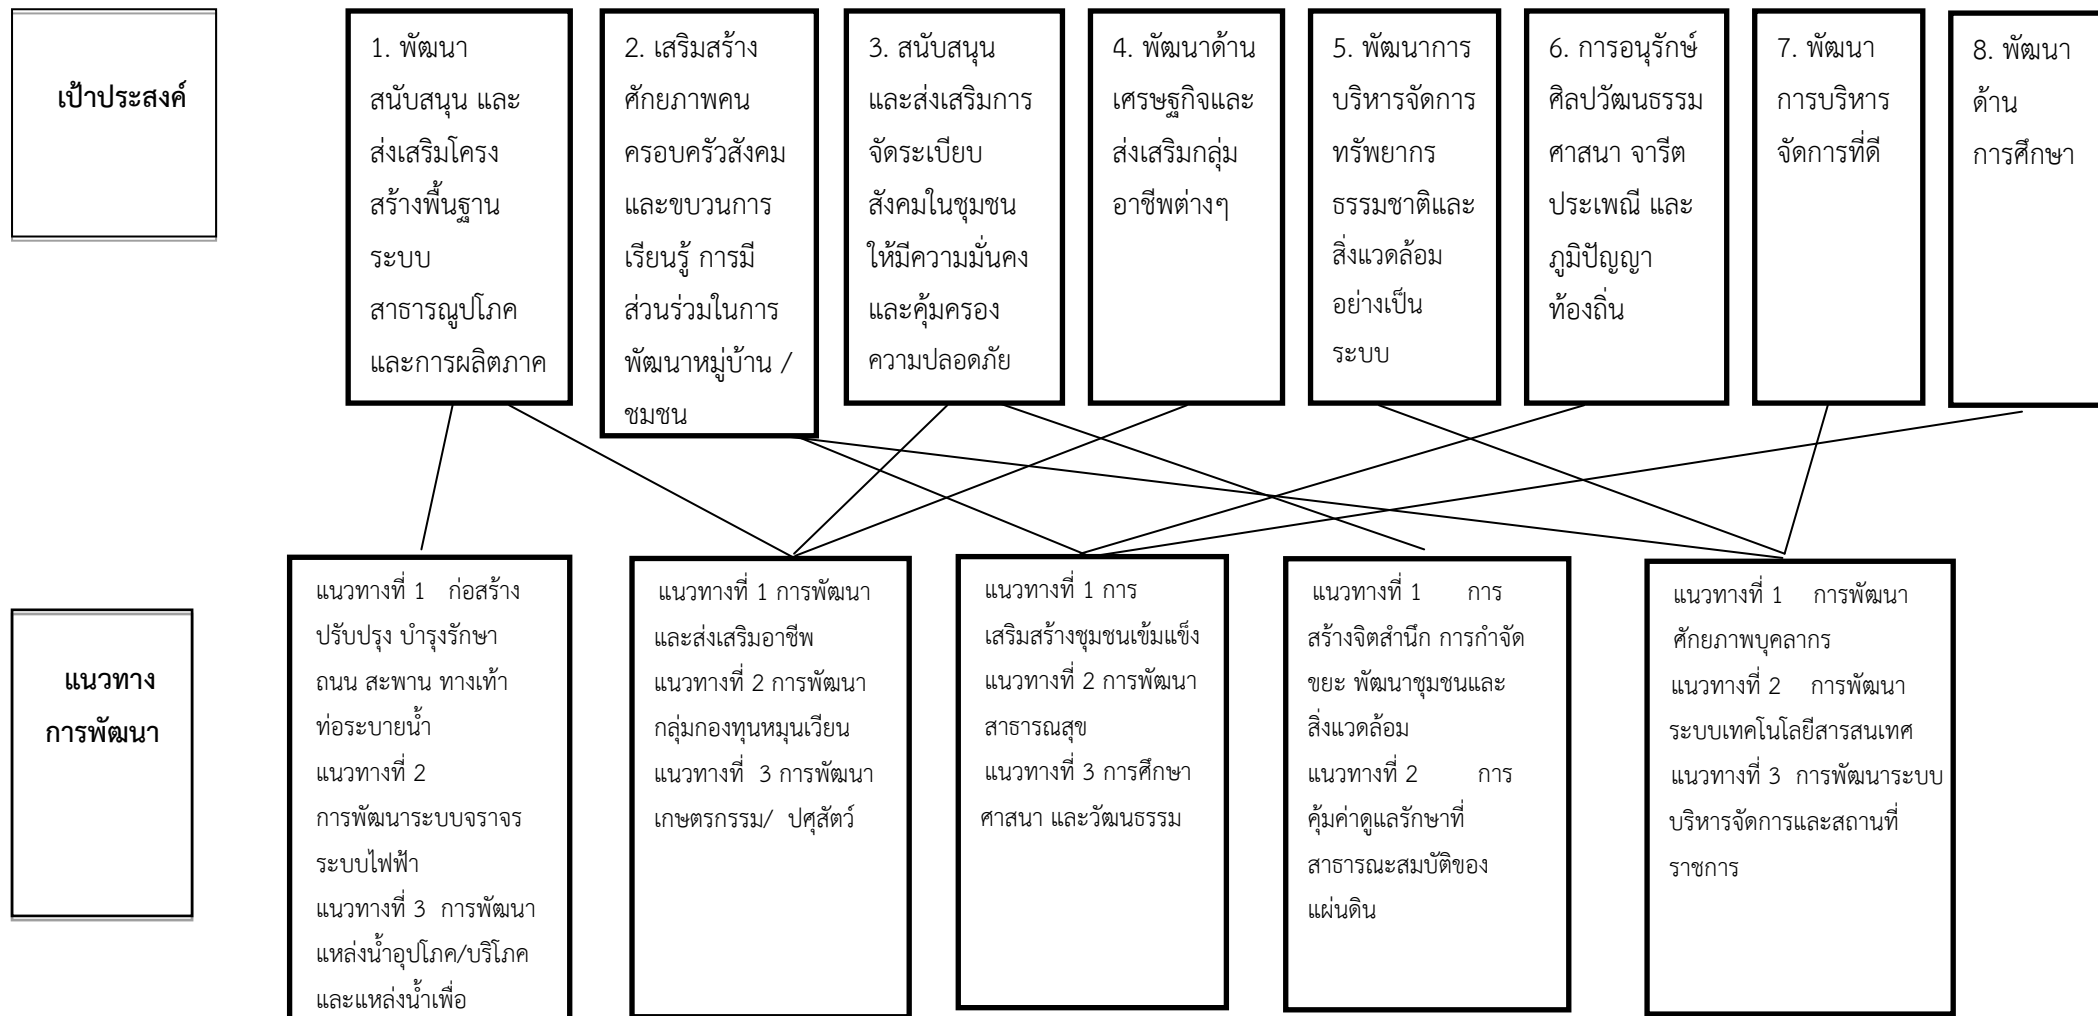 เป้าประสงค์
1. พัฒนา
สนับสนุน และ
ส่งเสริมโครง
สร้างพื้นฐาน
ระบบ
สาธารณูปโภค
และการผลิตภาค
2. เสริมสร้าง
ศักยภาพคน
ครอบครัวสังคม
และขบวนการ
เรียนรู้ การมี
ส่วนร่วมในการ
พัฒนาหมู่บ้าน /
ชุมชน
3. สนับสนุน
และส่งเสริมการ
จัดระเบียบ
สังคมในชุมชน
ให้มีความมั่นคง
และคุ้มครอง
ความปลอดภัย
4. พัฒนาด้าน
เศรษฐกิจและ
ส่งเสริมกลุ่ม
อาชีพต่างๆ
5. พัฒนาการ
บริหารจัดการ
ทรัพยากร
ธรรมชาติและ
สิ่งแวดล้อม
อย่างเป็น
ระบบ
6. การอนุรักษ์
ศิลปวัฒนธรรม
ศาสนา จารีต
ประเพณี และ
ภูมิปัญญา
ท้องถิ่น
7. พัฒนา
การบริหาร
จัดการที่ดี
8. พัฒนา
ด้าน
การศึกษา
แนวทาง
การพัฒนา
แนวทางที่ 1 ก่อสร้าง
ปรับปรุง บำรุงรักษา
ถนน สะพาน ทางเท้า
ท่อระบายน้ำ
แนวทางที่ 2
การพัฒนาระบบจราจร
ระบบไฟฟ้า
แนวทางที่ 3 การพัฒนา
แหล่งน้ำอุปโภค/บริโภค
และแหล่งน้ำเพื่อ
แนวทางที่ 1 การพัฒนา
และส่งเสริมอาชีพ
แนวทางที่ 2 การพัฒนา
กลุ่มกองทุนหมุนเวียน
แนวทางที่ 3 การพัฒนา
เกษตรกรรม/ ปศุสัตว์
แนวทางที่ 1 การ
เสริมสร้างชุมชนเข้มแข็ง
แนวทางที่ 2 การพัฒนา
สาธารณสุข
แนวทางที่ 3 การศึกษา
ศาสนา และวัฒนธรรม
แนวทางที่ 1 การ
สร้างจิตสำนึก การกำจัด
ขยะ พัฒนาชุมชนและ
สิ่งแวดล้อม
แนวทางที่ 2 การ
คุ้มค่าดูแลรักษาที่
สาธารณะสมบัติของ
แผ่นดิน
แนวทางที่ 1 การพัฒนา
ศักยภาพบุคลากร
แนวทางที่ 2 การพัฒนา
ระบบเทคโนโลยีสารสนเทศ
แนวทางที่ 3 การพัฒนาระบบ
บริหารจัดการและสถานที่
ราชการ